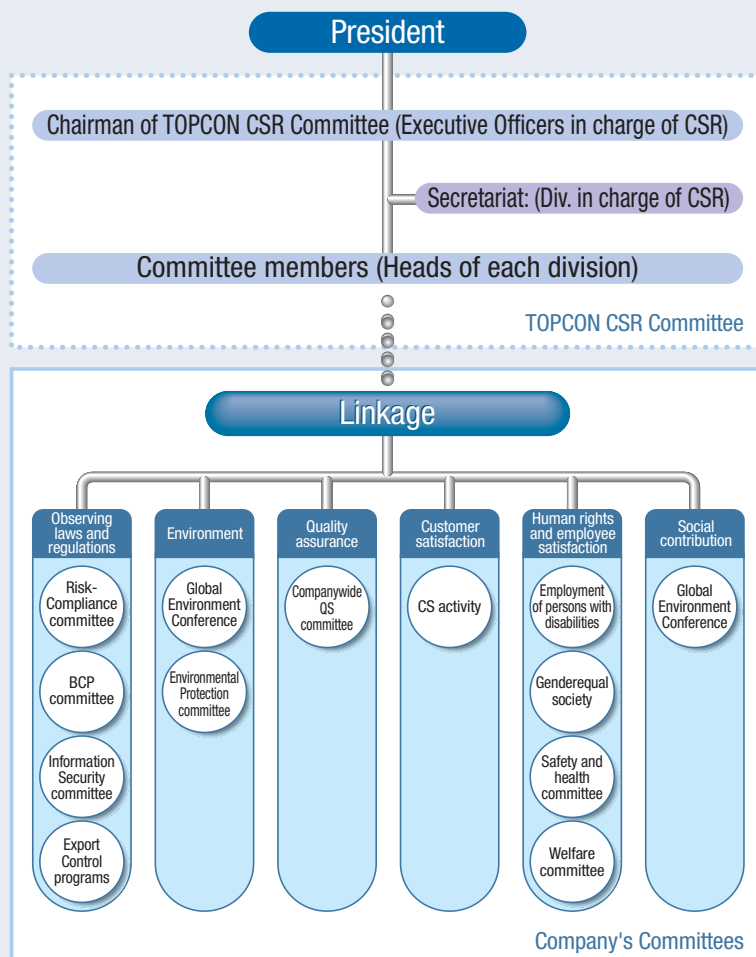 President
Chairman of TOPCON CSR Committee (Executive Officers in charge of CSR)
Secretariat: (Div. in charge of CSR)
Committee members (Heads of each division)
TOPCON CSR Committee
Linkage
Observing
laws and
regulations
Risk-
Compliance
committee
BCP
committee
Information
Security
committee
Export
Control
programs
Environment
Global
Environment
Conference
Environmental
Protection
committee
Quality
assurance
Companywide
QS
committee
Customer
satisfaction
CS activity
Human rights
and employee
satisfaction
Employment
of persons with
disabilities
Genderequal
society
Safety and
health
committee
Welfare
committee
Social
contribution
Global
Environment
Conference
Company's Committees